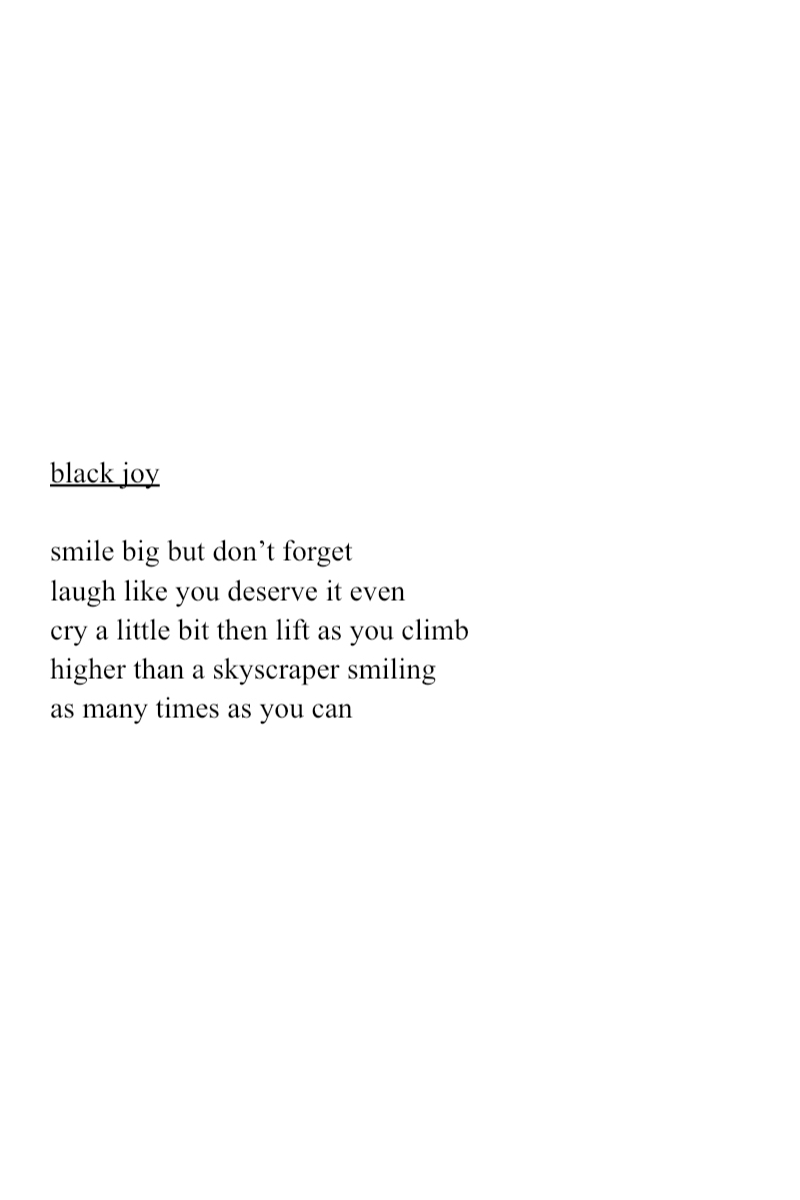 black joy
smile big but don’t forget
laugh like you deserve it even
cry a little bit then lift as you climb
higher than a skyscraper smiling
as many times as you can